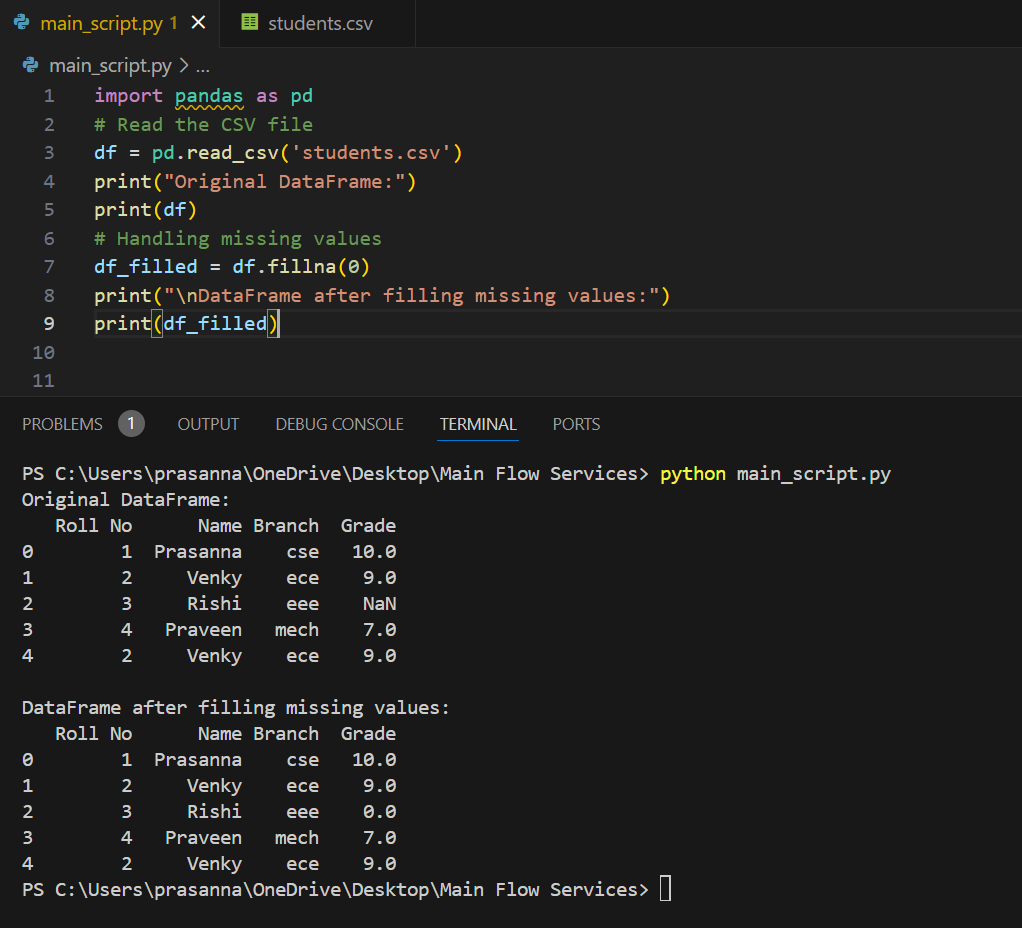 main_script.py 1 × students.csv
main_script.py > ...
1 import pandas as pd
2 # Read the CSV file
3 df = pd.read_csv('students.csv')
4 print("Original DataFrame:")
5 print(df)
6 # Handling missing values
7 df_filled = df.fillna(0)
8 print("\nDataFrame after filling missing values:")
9 print(df_filled)
10
11
PROBLEMS 1 OUTPUT DEBUG CONSOLE TERMINAL PORTS
PS C:\Users\prasanna\OneDrive\Desktop\Main Flow Services> python main_script.py
Original DataFrame:
   Roll No      Name Branch  Grade
0        1  Prasanna    cse   10.0
1        2     Venky    ece    9.0
2        3     Rishi    eee    NaN
3        4   Praveen   mech    7.0
4        2     Venky    ece    9.0

DataFrame after filling missing values:
   Roll No      Name Branch  Grade
0        1  Prasanna    cse   10.0
1        2     Venky    ece    9.0
2        3     Rishi    eee    0.0
3        4   Praveen   mech    7.0
4        2     Venky    ece    9.0
PS C:\Users\prasanna\OneDrive\Desktop\Main Flow Services>